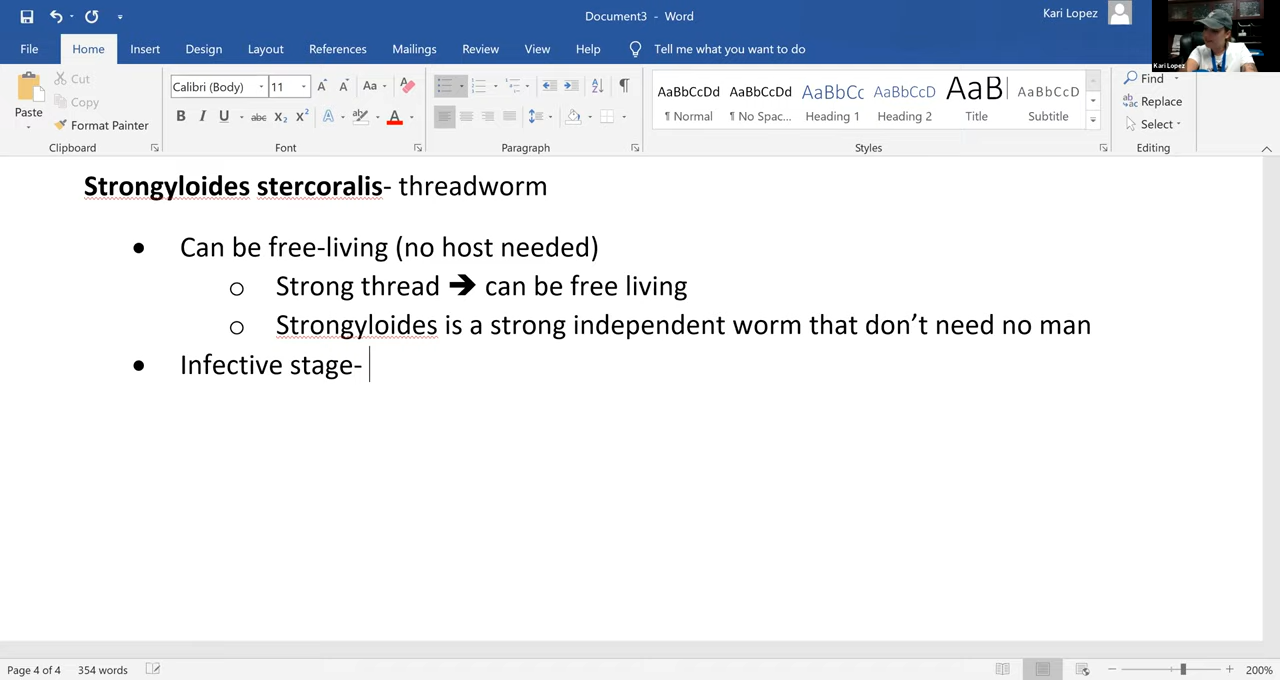 Document3 - Word
Kari Lopez
File Home Insert Design Layout References Mailings Review View Help Tell me what you want to do
Kari Lopez
Paste
Cut
Copy
Format Painter
Clipboard
Calibri (Body) 11
Font
Paragraph
AaBbCcDd AaBbCcDd AaBbCc AaBbCcD AaB AaBbCcD
¶ Normal ¶ No Spac... Heading 1 Heading 2 Title Subtitle
Styles
Find
Replace
Select
Editing
Strongyloides stercoralis- threadworm
• Can be free-living (no host needed)
o Strong thread ➔ can be free living
o Strongyloides is a strong independent worm that don’t need no man
• Infective stage-
Page 4 of 4 354 words 200%